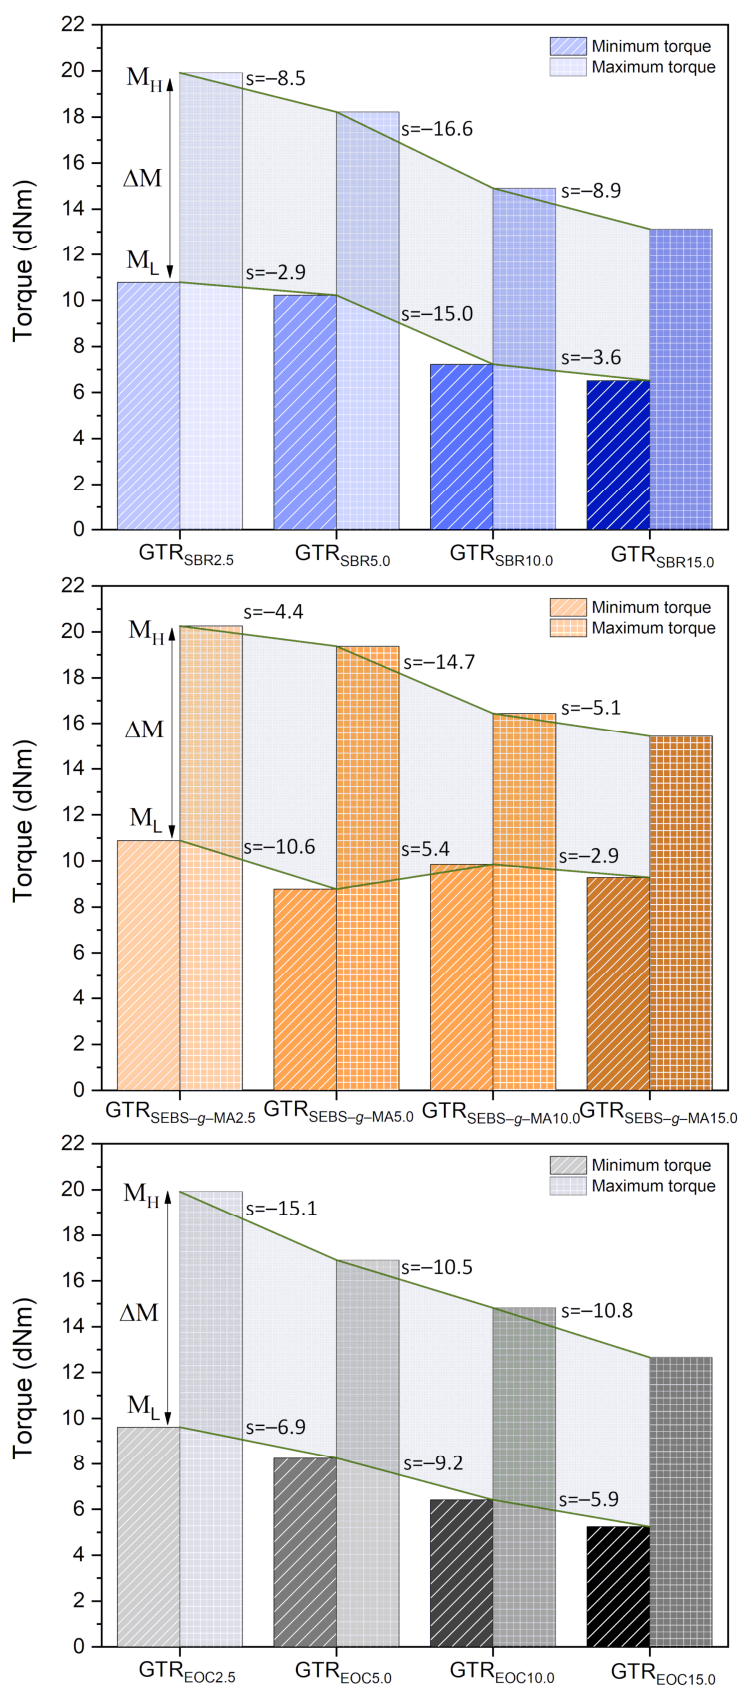 22
20
18
16
14
12
10
8
6
4
2
0
Torque (dNm)
Minimum torque
Maximum torque
M_H
ΔM
M_L
s=–8.5
s=–16.6
s=–8.9
s=–2.9
s=–15.0
s=–3.6
GTR_SBR2.5 GTR_SBR5.0 GTR_SBR10.0 GTR_SBR15.0
22
20
18
16
14
12
10
8
6
4
2
0
Torque (dNm)
Minimum torque
Maximum torque
M_H
ΔM
M_L
s=–4.4
s=–14.7
s=–5.1
s=–10.6
s=5.4
s=–2.9
GTR_SEBS–g–MA2.5 GTR_SEBS–g–MA5.0 GTR_SEBS–g–MA10.0 GTR_SEBS–g–MA15.0
22
20
18
16
14
12
10
8
6
4
2
0
Torque (dNm)
Minimum torque
Maximum torque
M_H
ΔM
M_L
s=–15.1
s=–10.5
s=–10.8
s=–6.9
s=–9.2
s=–5.9
GTR_EOC2.5 GTR_EOC5.0 GTR_EOC10.0 GTR_EOC15.0